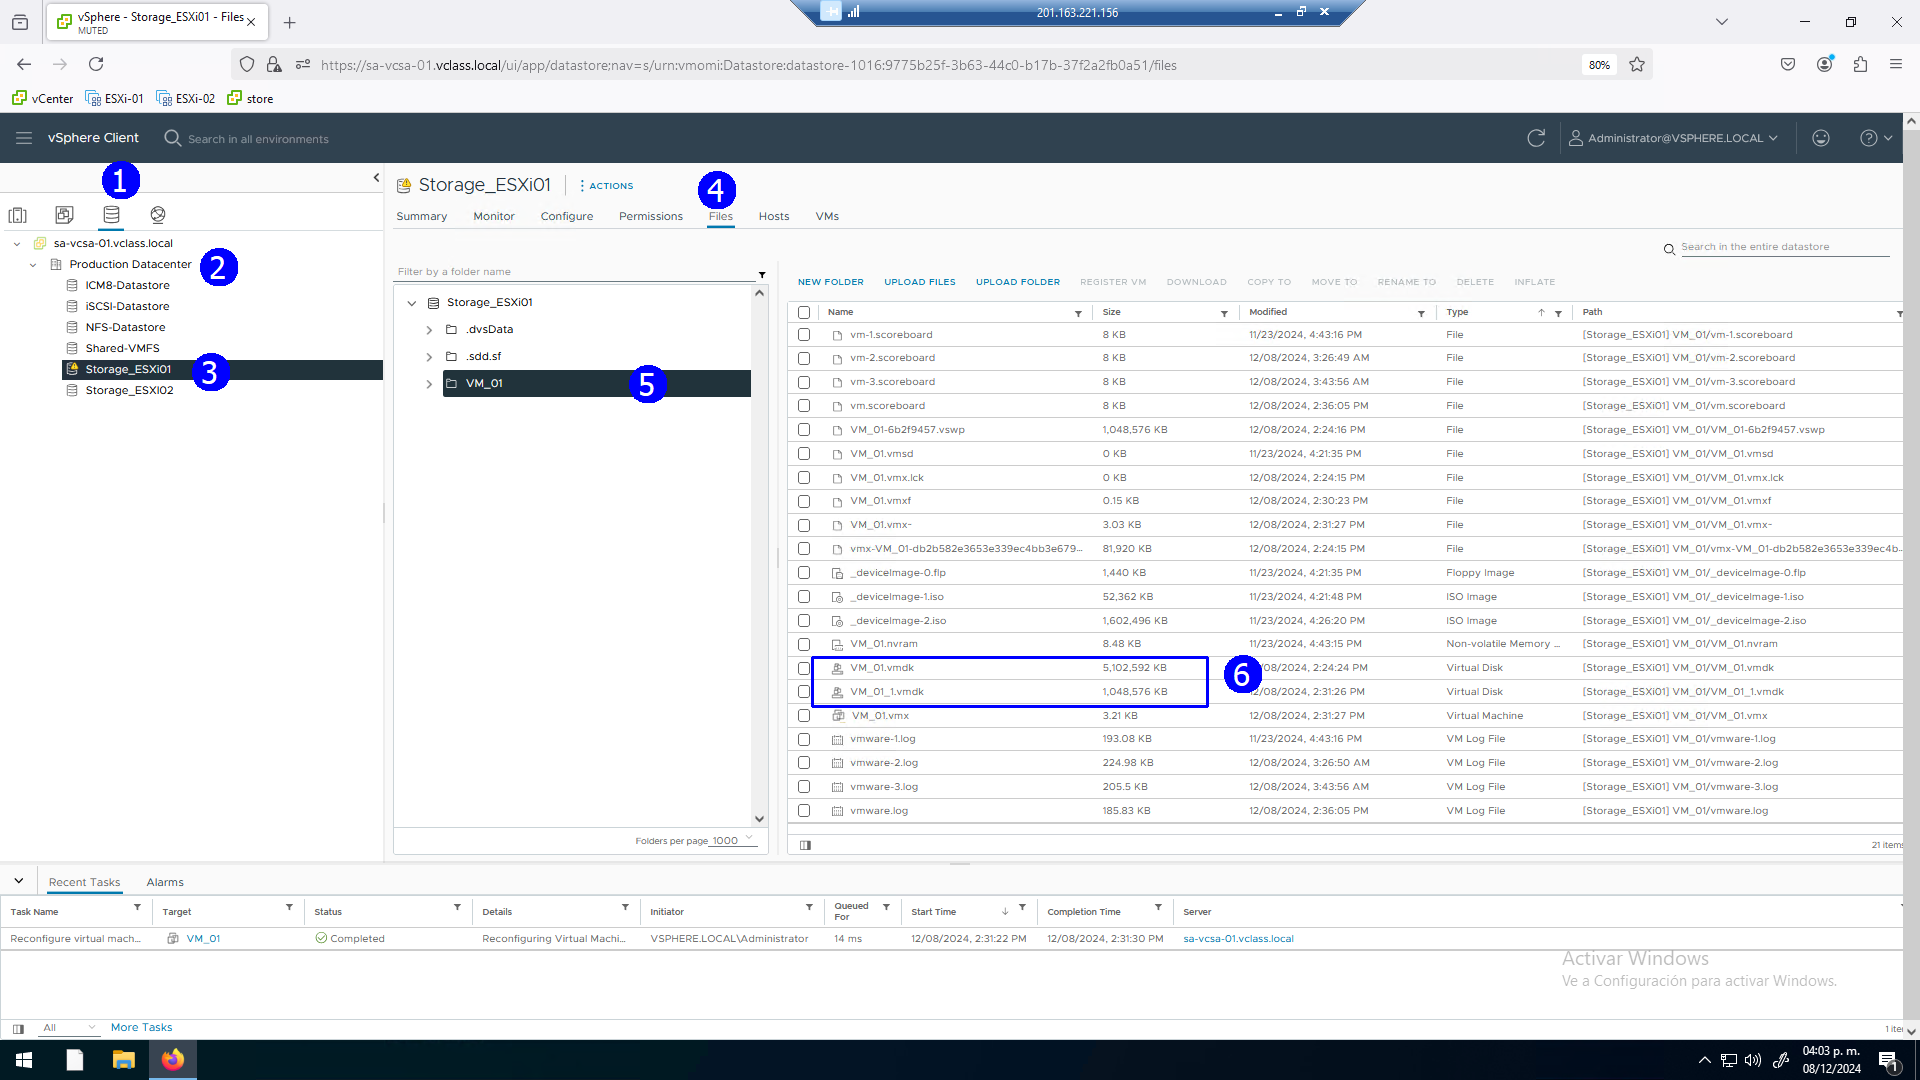 vSphere - Storage_ESXi01 - Files
MUTED
201.163.221.156
https://sa-vcsa-01.vclass.local/ui/app/datastore;nav=s/urn:vmomi:Datastore:datastore-1016:9775b25f-3b63-44c0-b17b-37f2a2fb0a51/files
80%
vCenter ESXi-01 ESXi-02 store
vSphere Client Search in all environments Administrator@VSPHERE.LOCAL
1
sa-vcsa-01.vclass.local
Production Datacenter 2
ICM8-Datastore
iSCSI-Datastore
NFS-Datastore
Shared-VMFS
Storage_ESXi01 3
Storage_ESXI02
Storage_ESXi01 ACTIONS 4
Summary Monitor Configure Permissions Files Hosts VMs
Search in the entire datastore
Filter by a folder name
Storage_ESXi01
.dvsData
.sdd.sf
VM_01 5
Folders per page 1000
NEW FOLDER UPLOAD FILES UPLOAD FOLDER REGISTER VM DOWNLOAD COPY TO MOVE TO RENAME TO DELETE INFLATE
Name Size Modified Type Path
vm-1.scoreboard 8 KB 11/23/2024, 4:43:16 PM File [Storage_ESXi01] VM_01/vm-1.scoreboard
vm-2.scoreboard 8 KB 12/08/2024, 3:26:49 AM File [Storage_ESXi01] VM_01/vm-2.scoreboard
vm-3.scoreboard 8 KB 12/08/2024, 3:43:56 AM File [Storage_ESXi01] VM_01/vm-3.scoreboard
vm.scoreboard 8 KB 12/08/2024, 2:36:05 PM File [Storage_ESXi01] VM_01/vm.scoreboard
VM_01-6b2f9457.vswp 1,048,576 KB 12/08/2024, 2:24:16 PM File [Storage_ESXi01] VM_01/VM_01-6b2f9457.vswp
VM_01.vmsd 0 KB 11/23/2024, 4:21:35 PM File [Storage_ESXi01] VM_01/VM_01.vmsd
VM_01.vmx.lck 0 KB 12/08/2024, 2:24:15 PM File [Storage_ESXi01] VM_01/VM_01.vmx.lck
VM_01.vmxf 0.15 KB 12/08/2024, 2:30:23 PM File [Storage_ESXi01] VM_01/VM_01.vmxf
VM_01.vmx~ 3.03 KB 12/08/2024, 2:31:27 PM File [Storage_ESXi01] VM_01/VM_01.vmx~
vmx-VM_01-db2b582e3653e339ec4bb3e679... 81,920 KB 12/08/2024, 2:24:15 PM File [Storage_ESXi01] VM_01/vmx-VM_01-db2b582e3653e339ec4b...
_deviceImage-0.flp 1,440 KB 11/23/2024, 4:21:35 PM Floppy Image [Storage_ESXi01] VM_01/_deviceImage-0.flp
_deviceImage-1.iso 52,362 KB 11/23/2024, 4:21:48 PM ISO Image [Storage_ESXi01] VM_01/_deviceImage-1.iso
_deviceImage-2.iso 1,602,496 KB 11/23/2024, 4:26:20 PM ISO Image [Storage_ESXi01] VM_01/_deviceImage-2.iso
VM_01.nvram 8.48 KB 11/23/2024, 4:43:15 PM Non-volatile Memory ... [Storage_ESXi01] VM_01/VM_01.nvram
VM_01.vmdk 5,102,592 KB /08/2024, 2:24:24 PM Virtual Disk [Storage_ESXi01] VM_01/VM_01.vmdk
6
VM_01_1.vmdk 1,048,576 KB /08/2024, 2:31:26 PM Virtual Disk [Storage_ESXi01] VM_01/VM_01_1.vmdk
VM_01.vmx 3.21 KB 12/08/2024, 2:31:27 PM Virtual Machine [Storage_ESXi01] VM_01/VM_01.vmx
vmware-1.log 193.08 KB 11/23/2024, 4:43:16 PM VM Log File [Storage_ESXi01] VM_01/vmware-1.log
vmware-2.log 224.98 KB 12/08/2024, 3:26:50 AM VM Log File [Storage_ESXi01] VM_01/vmware-2.log
vmware-3.log 205.5 KB 12/08/2024, 3:43:56 AM VM Log File [Storage_ESXi01] VM_01/vmware-3.log
vmware.log 185.83 KB 12/08/2024, 2:36:05 PM VM Log File [Storage_ESXi01] VM_01/vmware.log
21 items
Recent Tasks Alarms
Task Name Target Status Details Initiator Queued For Start Time Completion Time Server
Reconfigure virtual mach... VM_01 Completed Reconfiguring Virtual Machi... VSPHERE.LOCAL\Administrator 14 ms 12/08/2024, 2:31:22 PM 12/08/2024, 2:31:30 PM sa-vcsa-01.vclass.local
Activar Windows
Ve a Configuración para activar Windows.
All More Tasks
04:03 p. m.
08/12/2024
1